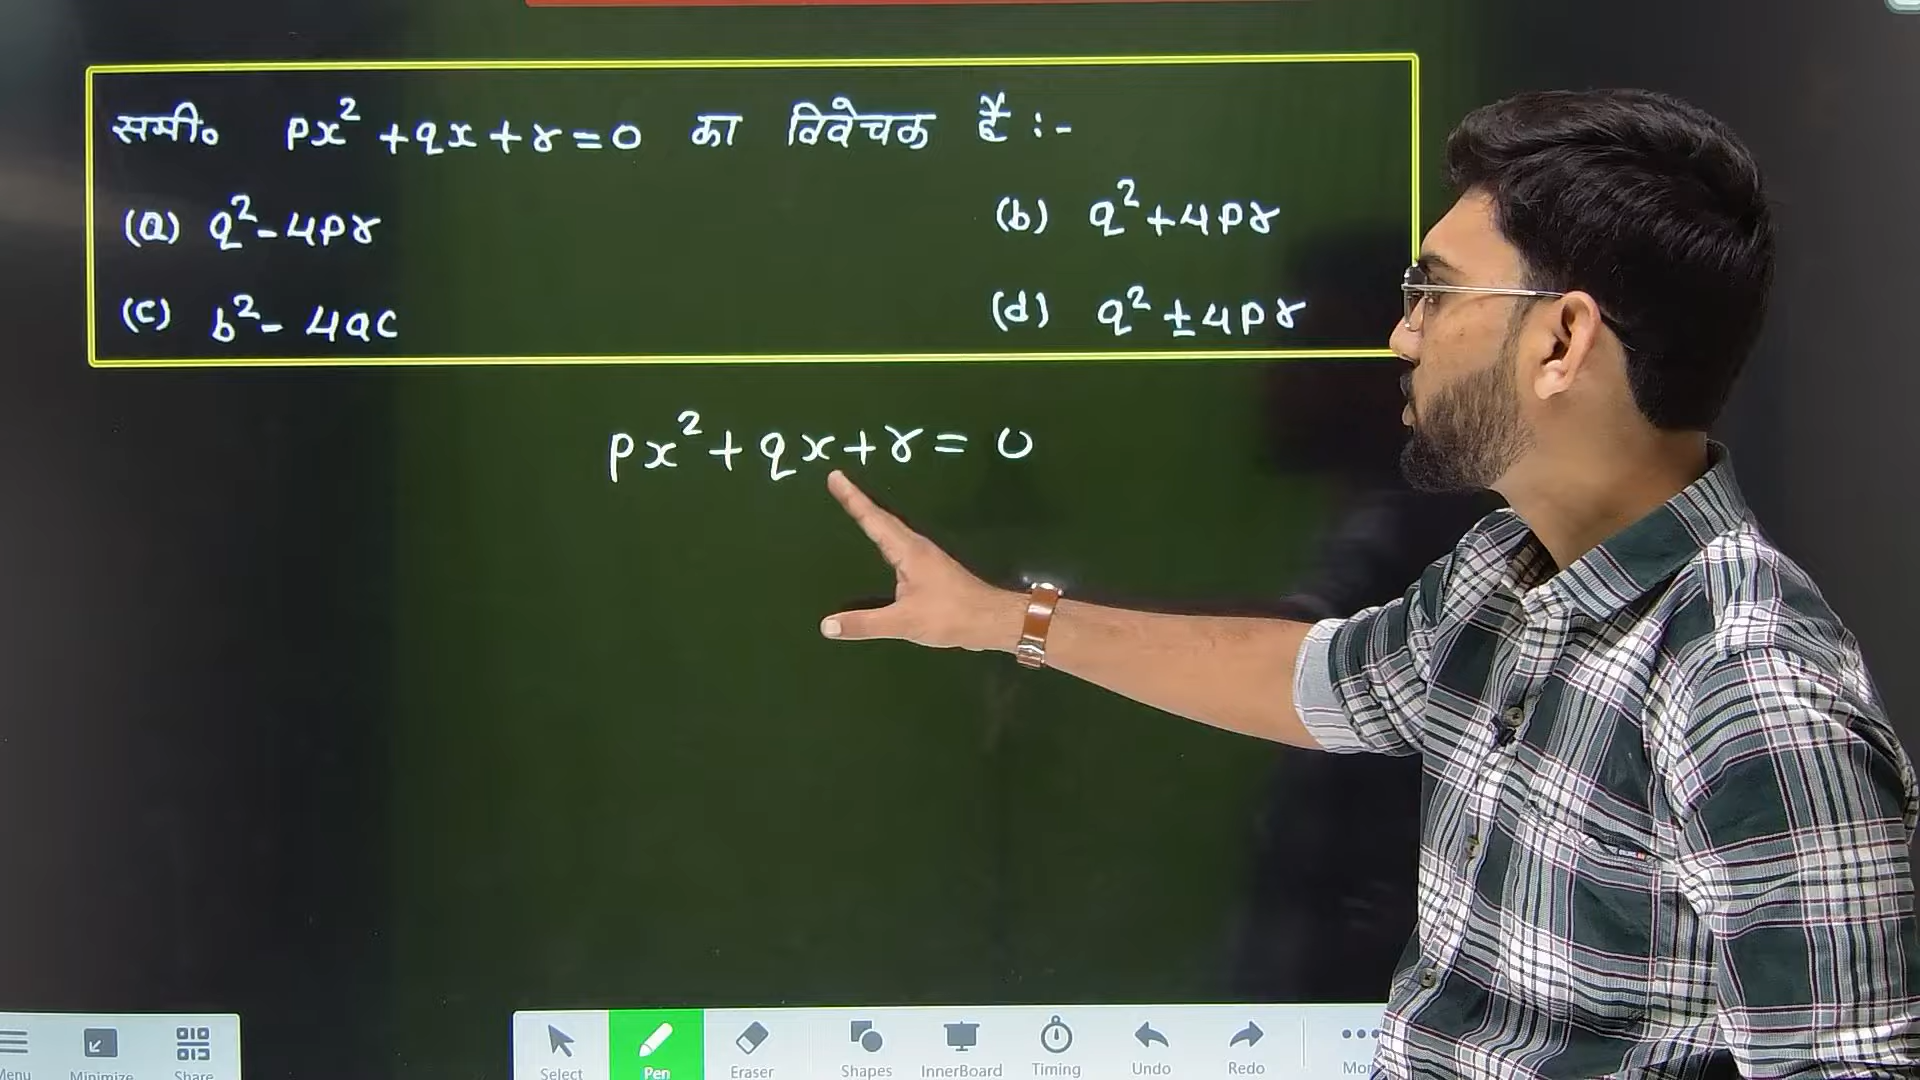 समी० px²+qx+r=0 का विवेचक है :-
(a) q²-4pr (b) q²+4pr
(c) b²-4ac (d) q²±4pr
px²+qx+r=0
Menu Minimize Share Select Pen Eraser Shapes InnerBoard Timing Undo Redo